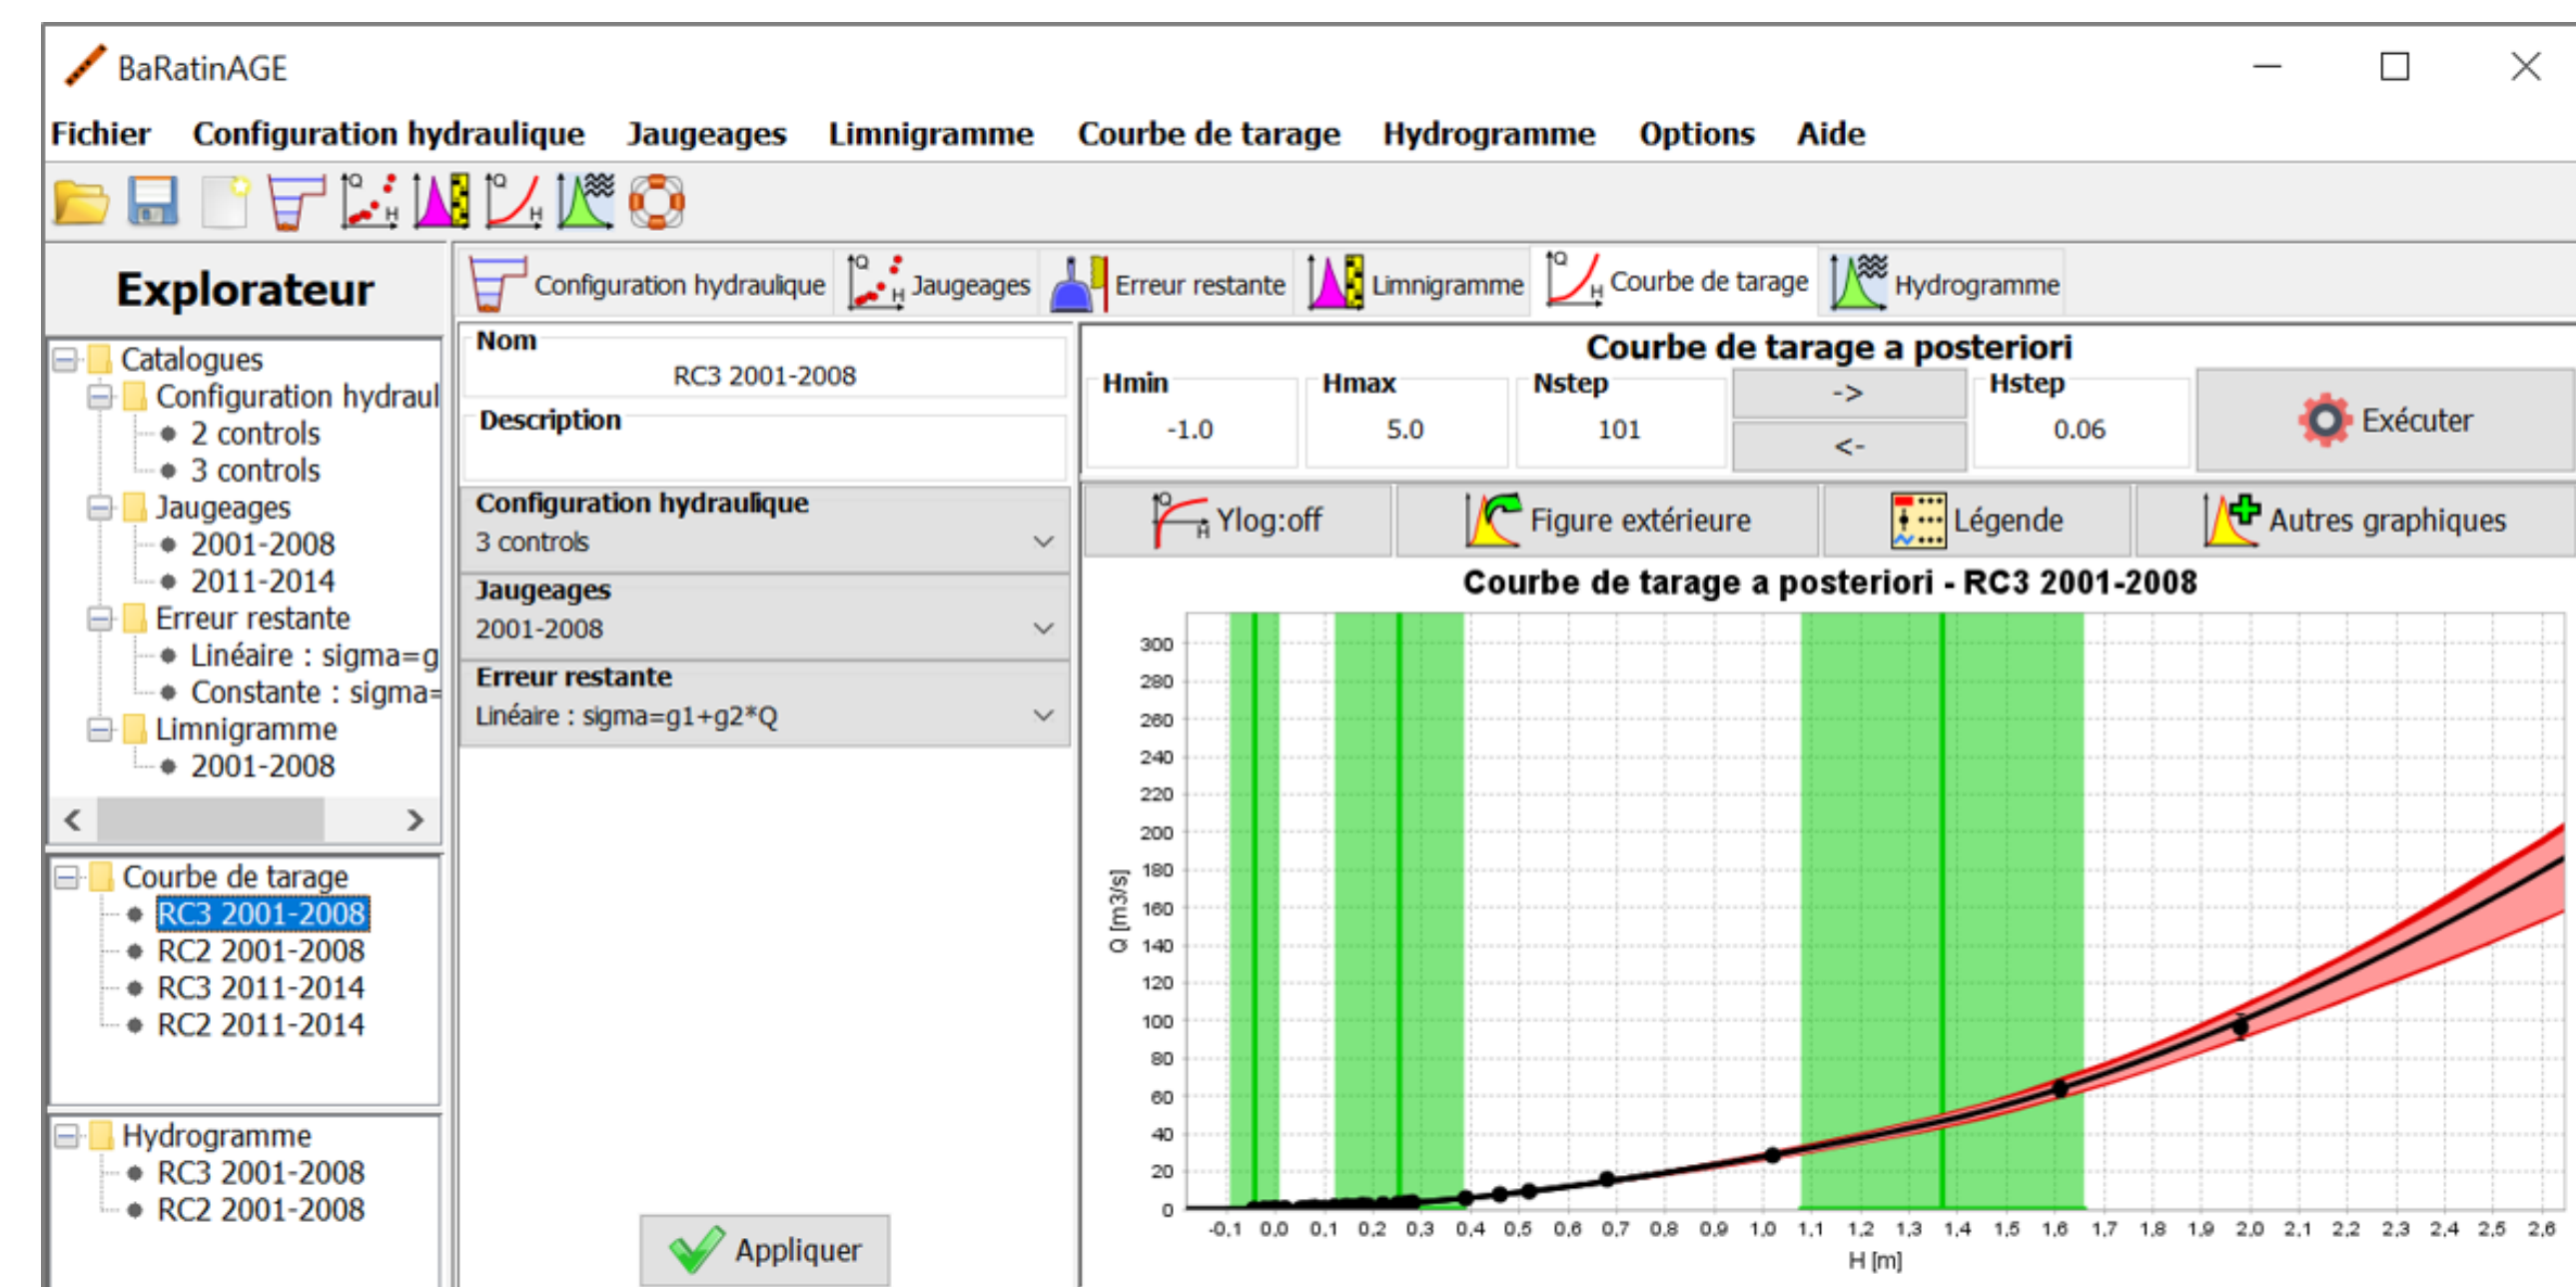 BaRatinAGE
Fichier Configuration hydraulique Jaugeages Limnigramme Courbe de tarage Hydrogramme Options Aide
Explorateur
Catalogues
Configuration hydraul
2 controls
3 controls
Jaugeages
2001-2008
2011-2014
Erreur restante
Linéaire : sigma=g
Constante : sigma=
Limnigramme
2001-2008
Courbe de tarage
RC3 2001-2008
RC2 2001-2008
RC3 2011-2014
RC2 2011-2014
Hydrogramme
RC3 2001-2008
RC2 2001-2008
Configuration hydraulique Jaugeages Erreur restante Limnigramme Courbe de tarage Hydrogramme
Nom
RC3 2001-2008
Description
Configuration hydraulique
3 controls
Jaugeages
2001-2008
Erreur restante
Linéaire : sigma=g1+g2*Q
Appliquer
Courbe de tarage a posteriori
Hmin Hmax Nstep -> Hstep
-1.0 5.0 101 <- 0.06
Exécuter
Ylog:off Figure extérieure Légende Autres graphiques
Courbe de tarage a posteriori - RC3 2001-2008
300
280
260
240
220
200
180
160
140
120
100
80
60
40
20
0
Q [m3/s]
-0,1 0,0 0,1 0,2 0,3 0,4 0,5 0,6 0,7 0,8 0,9 1,0 1,1 1,2 1,3 1,4 1,5 1,6 1,7 1,8 1,9 2,0 2,1 2,2 2,3 2,4 2,5 2,6
H [m]